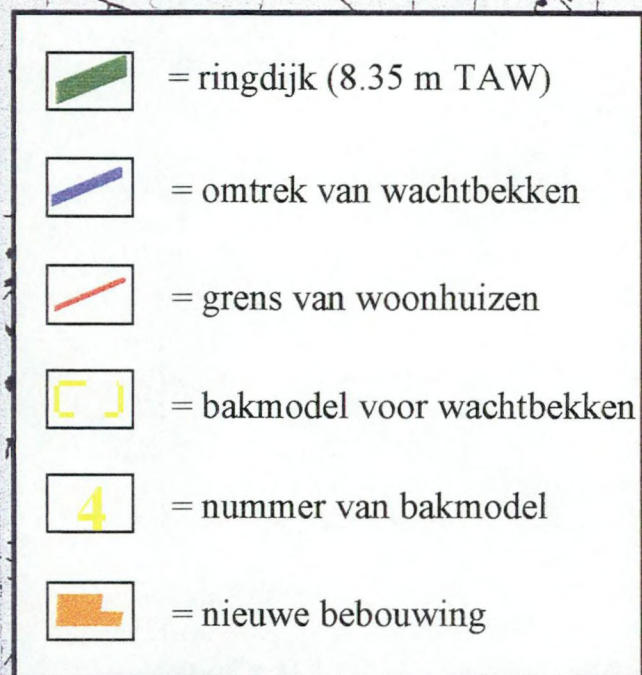 = ringdijk (8.35 m TAW)
= omtrek van wachtbekken
= grens van woonhuizen
= bakmodel voor wachtbekken
4 = nummer van bakmodel
= nieuwe bebouwing